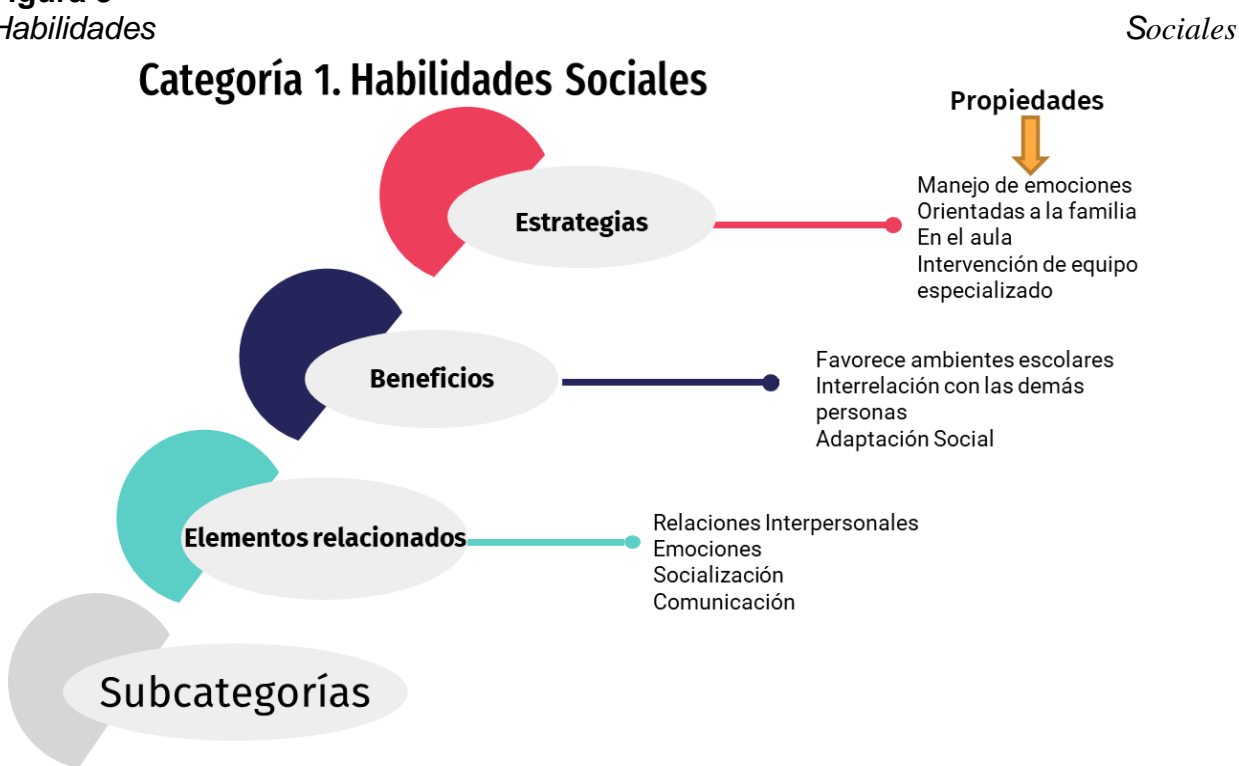 Habilidades Sociales
Categoría 1. Habilidades Sociales
Propiedades
Estrategias
Manejo de emociones
Orientadas a la familia
En el aula
Intervención de equipo
especializado
Beneficios
Favorece ambientes escolares
Interrelación con las demás
personas
Adaptación Social
Elementos relacionados
Relaciones Interpersonales
Emociones
Socialización
Comunicación
Subcategorías